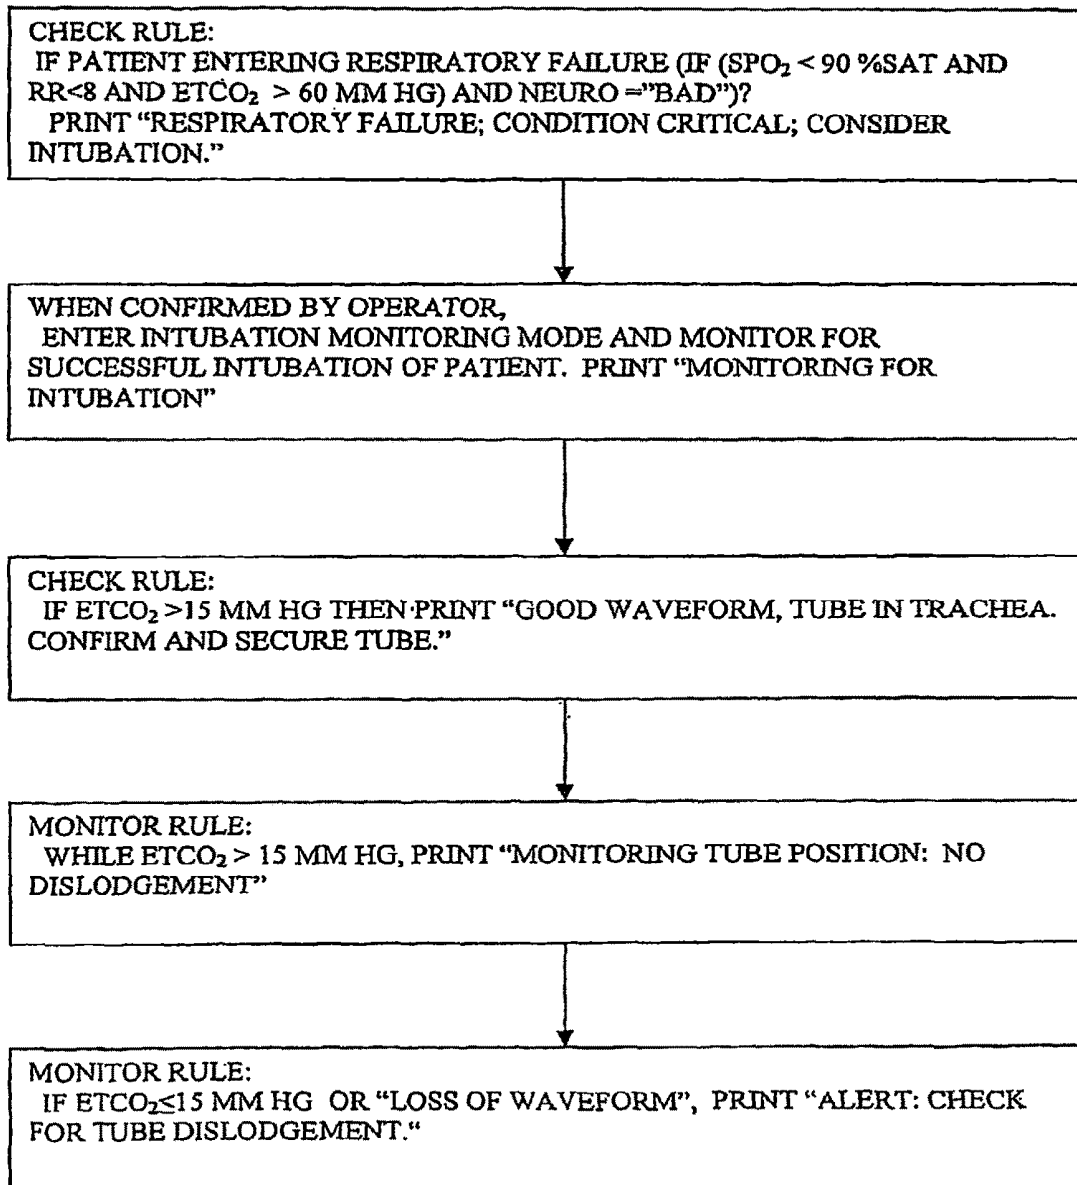 CHECK RULE:
IF PATIENT ENTERING RESPIRATORY FAILURE (IF (SPO₂ < 90 %SAT AND
RR<8 AND ETCO₂ > 60 MM HG) AND NEURO ="BAD")?
PRINT “RESPIRATORY FAILURE; CONDITION CRITICAL; CONSIDER
INTUBATION.”
WHEN CONFIRMED BY OPERATOR,
ENTER INTUBATION MONITORING MODE AND MONITOR FOR
SUCCESSFUL INTUBATION OF PATIENT. PRINT “MONITORING FOR
INTUBATION”
CHECK RULE:
IF ETCO₂ >15 MM HG THEN PRINT “GOOD WAVEFORM, TUBE IN TRACHEA.
CONFIRM AND SECURE TUBE.”
MONITOR RULE:
WHILE ETCO₂ > 15 MM HG, PRINT “MONITORING TUBE POSITION: NO
DISLODGEMENT”
MONITOR RULE:
IF ETCO₂≤15 MM HG OR “LOSS OF WAVEFORM”, PRINT “ALERT: CHECK
FOR TUBE DISLODGEMENT.“